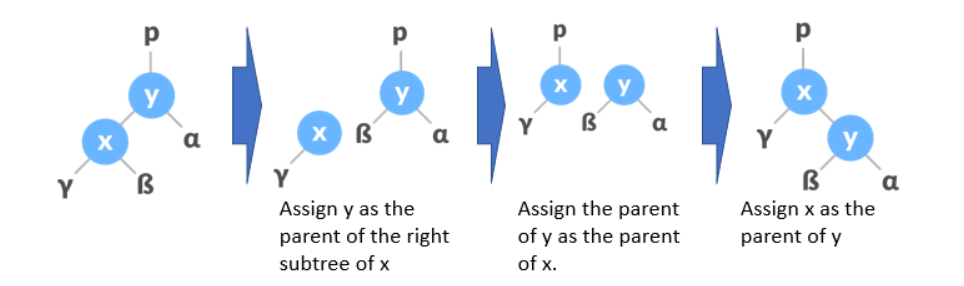 p
y
x
α
γ
ß
p
y
x
ß
α
γ
Assign y as the
parent of the right
subtree of x
p
x
y
γ
ß
α
Assign the parent
of y as the parent
of x.
p
x
γ
y
ß
α
Assign x as the
parent of y